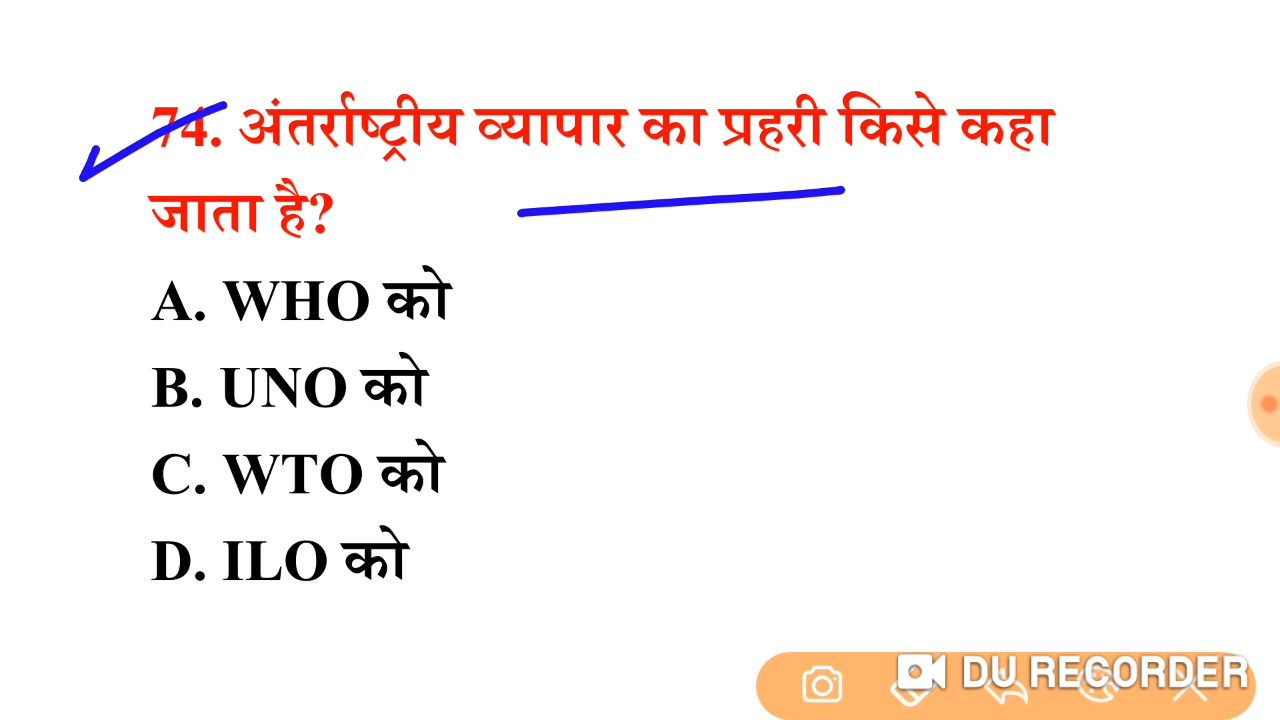 74. अंतर्राष्ट्रीय व्यापार का प्रहरी किसे कहा
जाता है?
A. WHO को
B. UNO को
C. WTO को
D. ILO को
DU RECORDER